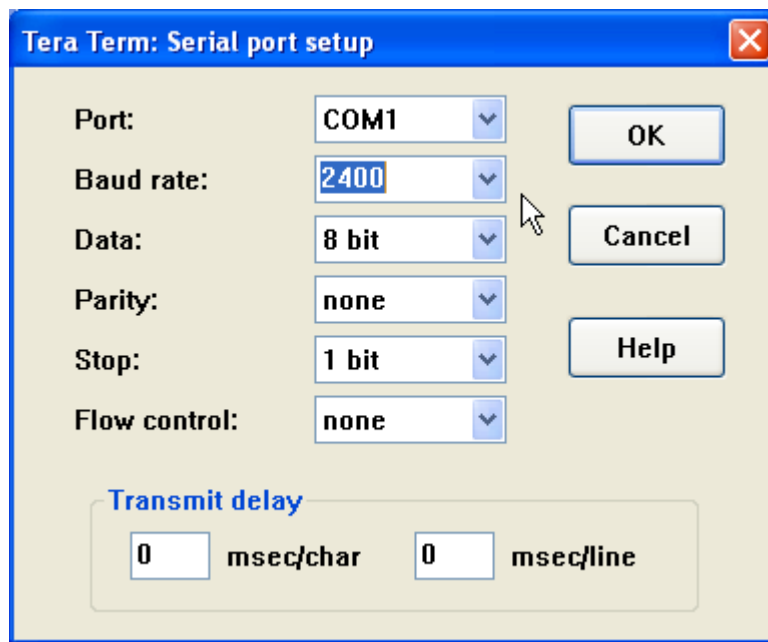 Tera Term: Serial port setup
Port: COM1 OK
Baud rate: 2400
Data: 8 bit Cancel
Parity: none
Stop: 1 bit Help
Flow control: none
Transmit delay
0 msec/char 0 msec/line